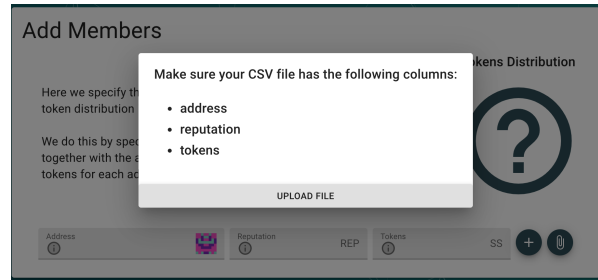 Add Members
Tokens Distribution
Make sure your CSV file has the following columns:
Here we specify th
• address
token distribution
• reputation
We do this by spec
• tokens
together with the a
tokens for each ad
UPLOAD FILE
Address
Reputation
REP
Tokens
SS